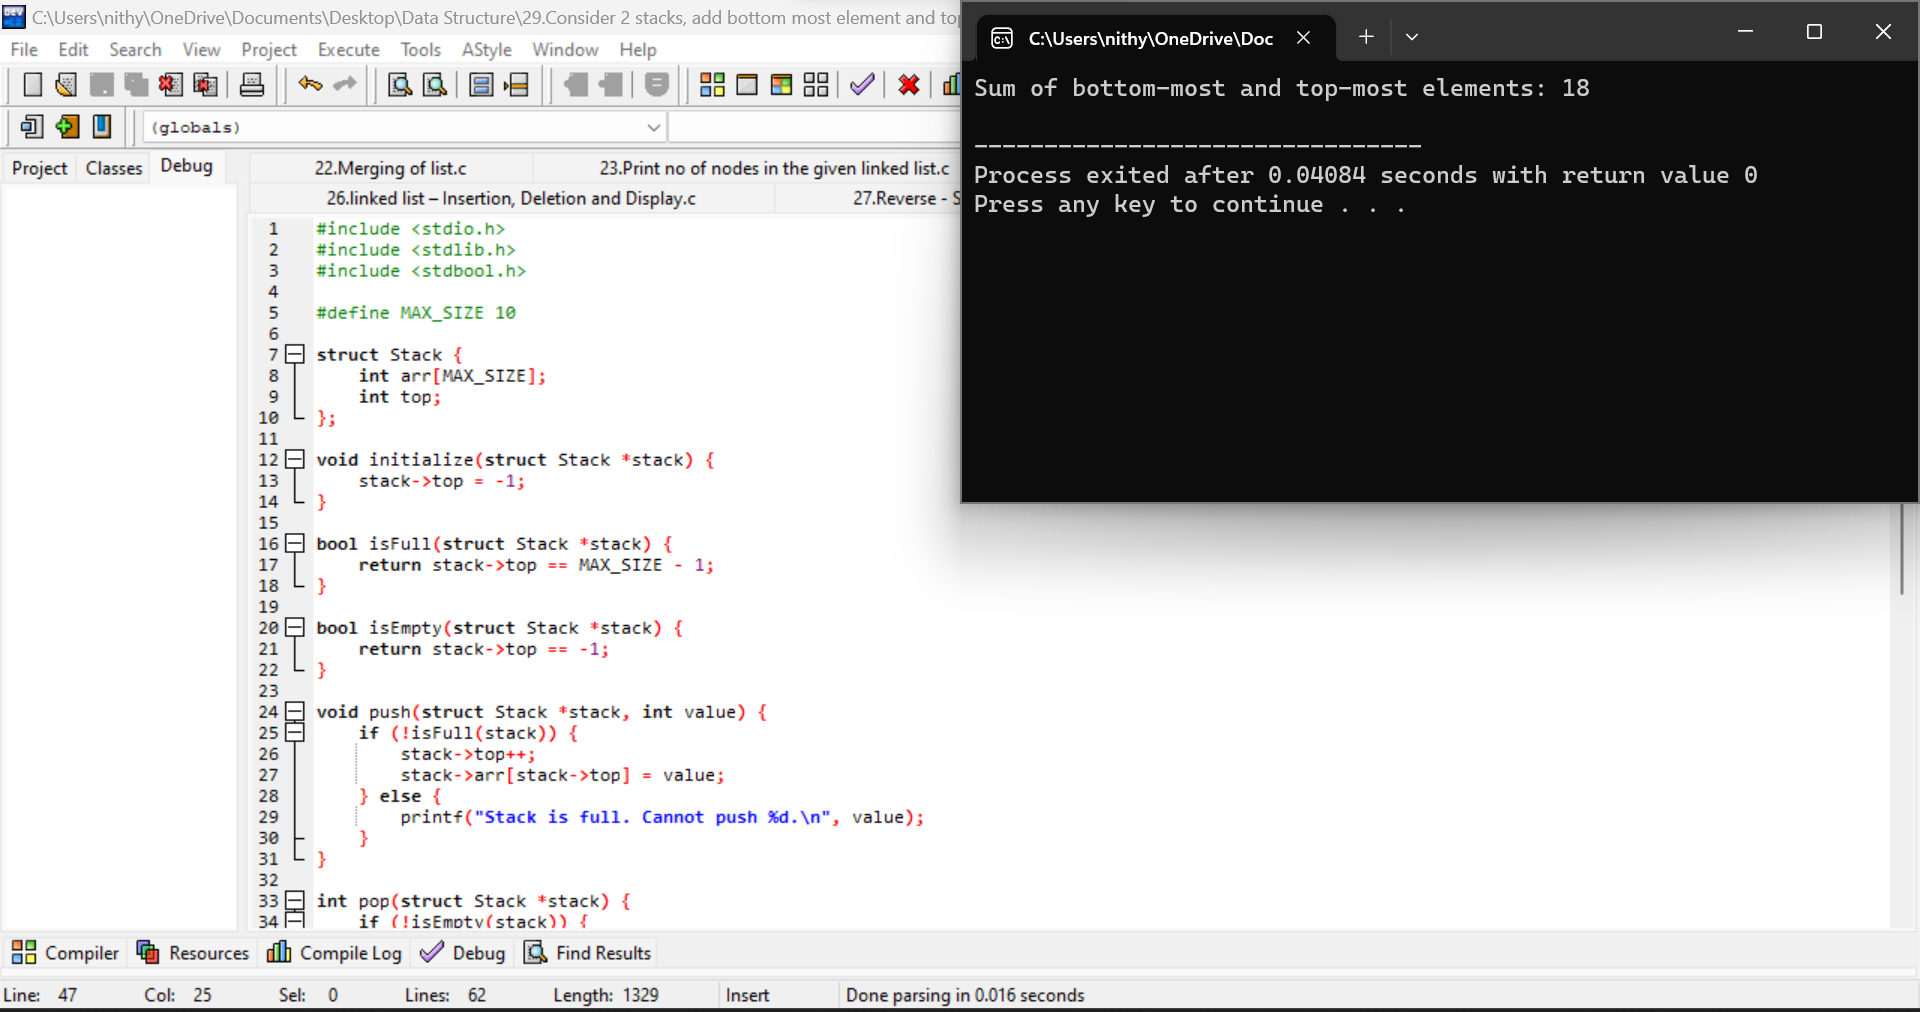 C:\Users\nithy\OneDrive\Documents\Desktop\Data Structure\29.Consider 2 stacks, add bottom most element and
File Edit Search View Project Execute Tools AStyle Window Help
(globals)
Project Classes Debug
22.Merging of list.c 23.Print no of nodes in the given linked list.c
26.linked list – Insertion, Deletion and Display.c 27.Reverse - S
1 #include <stdio.h>
2 #include <stdlib.h>
3 #include <stdbool.h>
4
5 #define MAX_SIZE 10
6
7 struct Stack {
8 int arr[MAX_SIZE];
9 int top;
10 };
11
12 void initialize(struct Stack *stack) {
13 stack->top = -1;
14 }
15
16 bool isFull(struct Stack *stack) {
17 return stack->top == MAX_SIZE - 1;
18 }
19
20 bool isEmpty(struct Stack *stack) {
21 return stack->top == -1;
22 }
23
24 void push(struct Stack *stack, int value) {
25 if (!isFull(stack)) {
26 stack->top++;
27 stack->arr[stack->top] = value;
28 } else {
29 printf("Stack is full. Cannot push %d.\n", value);
30 }
31 }
32
33 int pop(struct Stack *stack) {
34 if (!isEmpty(stack)) {
Compiler Resources Compile Log Debug Find Results
Line: 47 Col: 25 Sel: 0 Lines: 62 Length: 1329 Insert Done parsing in 0.016 seconds
C:\Users\nithy\OneDrive\Doc
Sum of bottom-most and top-most elements: 18
--------------------------------
Process exited after 0.04084 seconds with return value 0
Press any key to continue . . .